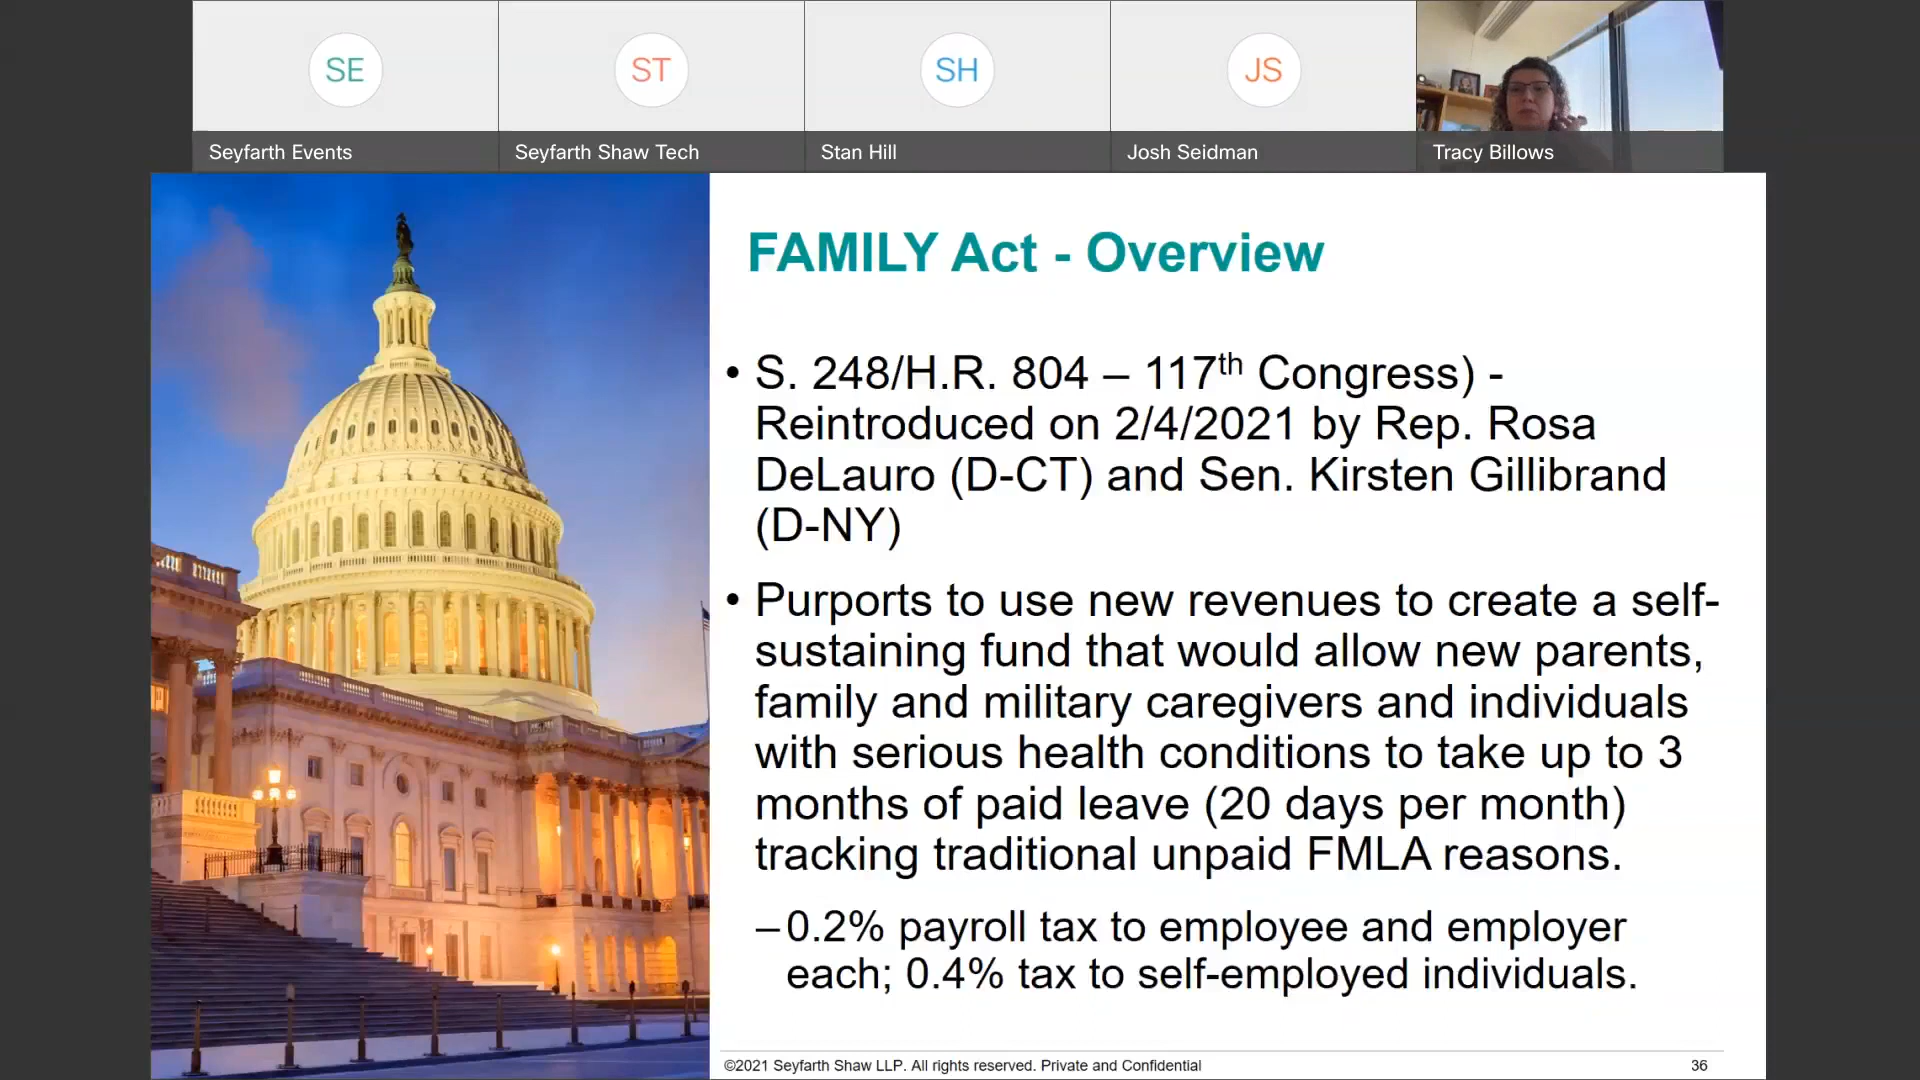 SE
ST
SH
JS
Seyfarth Events
Seyfarth Shaw Tech
Stan Hill
Josh Seidman
Tracy Billows
FAMILY Act - Overview
• S. 248/H.R. 804 – 117th Congress) -
Reintroduced on 2/4/2021 by Rep. Rosa
DeLauro (D-CT) and Sen. Kirsten Gillibrand
(D-NY)
• Purports to use new revenues to create a self-
sustaining fund that would allow new parents,
family and military caregivers and individuals
with serious health conditions to take up to 3
months of paid leave (20 days per month)
tracking traditional unpaid FMLA reasons.
– 0.2% payroll tax to employee and employer
each; 0.4% tax to self-employed individuals.
©2021 Seyfarth Shaw LLP. All rights reserved. Private and Confidential
36